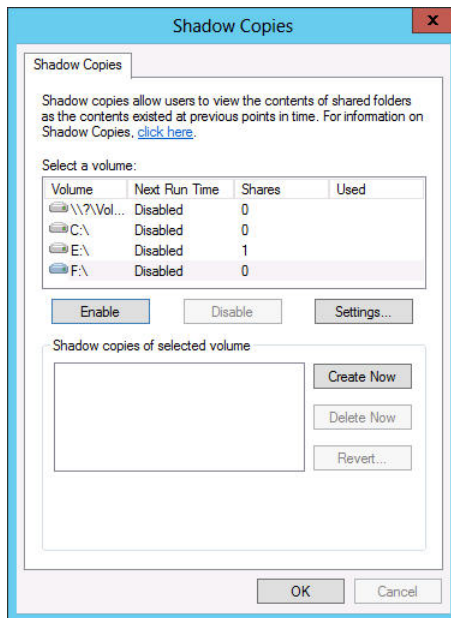 Shadow Copies
x
Shadow Copies
Shadow copies allow users to view the contents of shared folders
as the contents existed at previous points in time. For information on
Shadow Copies, click here.
Select a volume:
Volume Next Run Time Shares Used
\\?\Vol... Disabled 0
C:\ Disabled 0
E:\ Disabled 1
F:\ Disabled 0
Enable Disable Settings...
Shadow copies of selected volume
Create Now
Delete Now
Revert...
OK Cancel